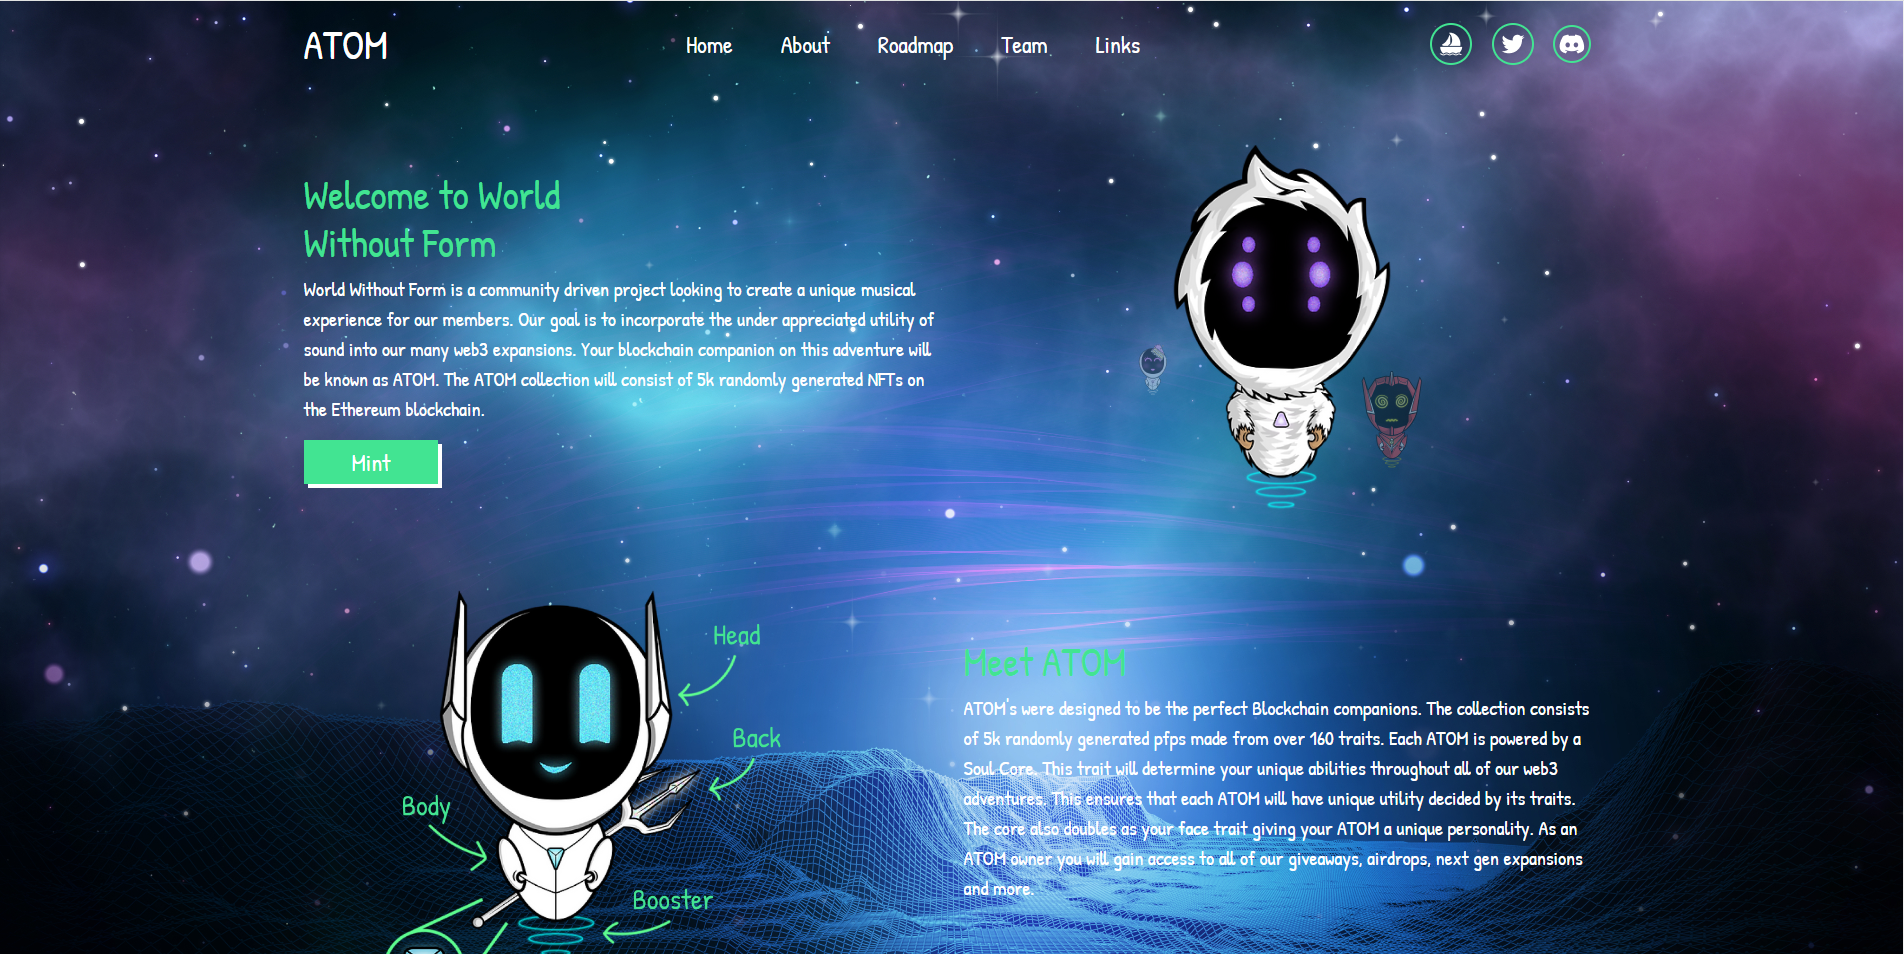 ATOM
Home
About
Roadmap
Team
Links
Welcome to World
Without Form
World Without Form is a community driven project looking to create a unique musical
experience for our members. Our goal is to incorporate the under appreciated utility of
sound into our many web3 expansions. Your blockchain companion on this adventure will
be known as ATOM. The ATOM collection will consist of 5k randomly generated NFTs on
the Ethereum blockchain.
Mint
Head
Back
Body
Booster
Meet ATOM
ATOM's were designed to be the perfect Blockchain companions. The collection consists
of 5k randomly generated pfps made from over 160 traits. Each ATOM is powered by a
Soul Core. This trait will determine your unique abilities throughout all of our web3
adventures. This ensures that each ATOM will have unique utility decided by its traits.
The core also doubles as your face trait giving your ATOM a unique personality. As an
ATOM owner you will gain access to all of our giveaways, airdrops, next gen expansions
and more.